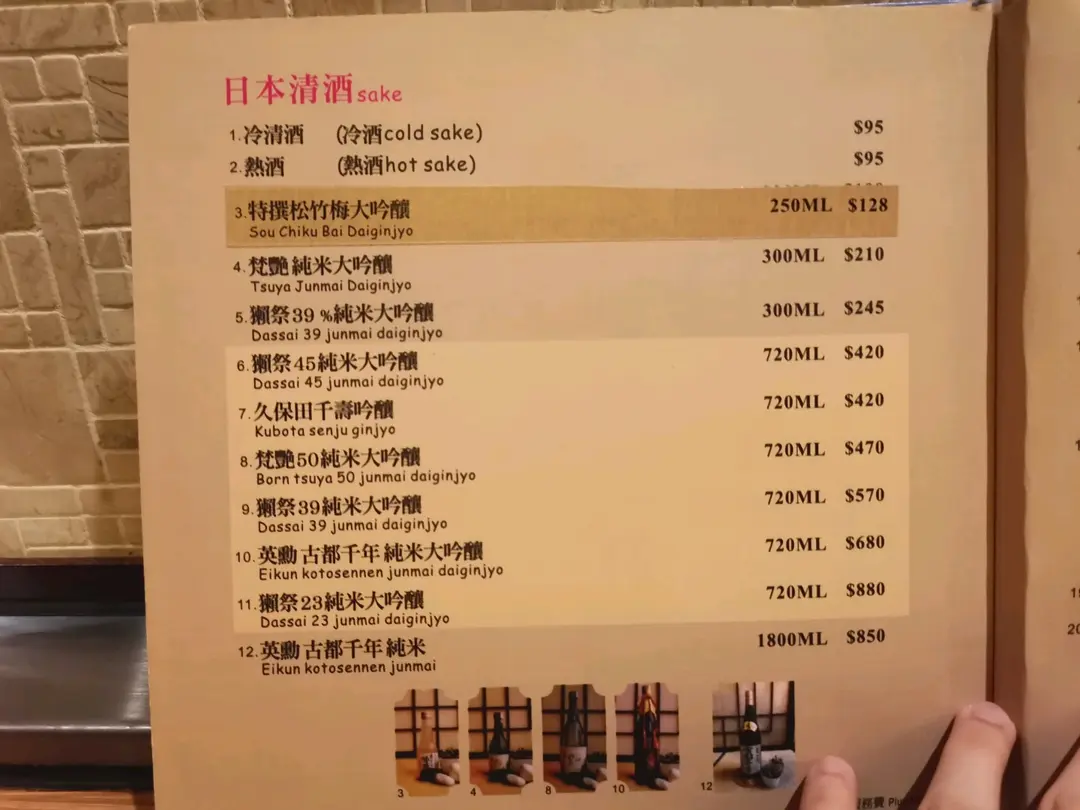 日本清酒 sake
1. 冷清酒 (冷酒cold sake) $95
2. 熱酒 (熱酒hot sake) $95
3. 特撰松竹梅大吟釀 250ML $128
Sou Chiku Bai Daiginjyo
4. 梵艷純米大吟釀 300ML $210
Tsuya Junmai Daiginjyo
5. 獺祭39 %純米大吟釀 300ML $245
Dassai 39 junmai daiginjyo
6. 獺祭45純米大吟釀 720ML $420
Dassai 45 junmai daiginjyo
7. 久保田千壽吟釀 720ML $420
Kubota senju ginjyo
8. 梵艷50純米大吟釀 720ML $470
Born tsuya 50 junmai daiginjyo
9. 獺祭39純米大吟釀 720ML $570
Dassai 39 junmai daiginjyo
10. 英勳 古都千年 純米大吟釀 720ML $680
Eikun kotosennen junmai daiginjyo
11. 獺祭23純米大吟釀 720ML $880
Dassai 23 junmai daiginjyo
12. 英勳 古都千年 純米 1800ML $850
Eikun kotosennen junmai
3 4 8 10 12
務費